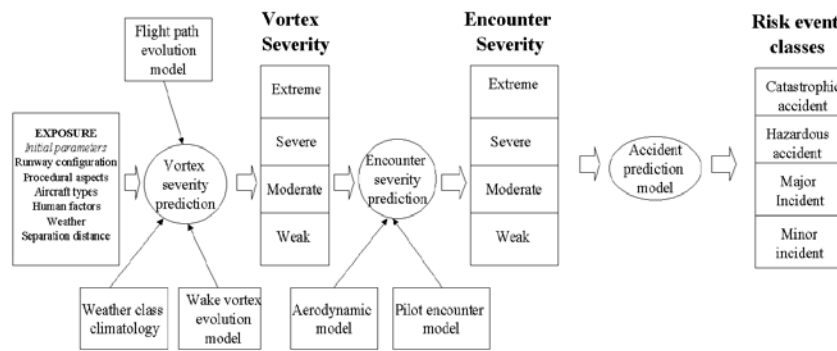 Flight path
evolution
model
EXPOSURE
Initial parameters
Runway configuration
Procedural aspects
Aircraft types
Human factors
Weather
Separation distance
Vortex
severity
prediction
Weather class
climatology
Wake vortex
evolution
model
Vortex
Severity
Extreme
Severe
Moderate
Weak
Encounter
severity
prediction
Aerodynamic
model
Pilot encounter
model
Encounter
Severity
Extreme
Severe
Moderate
Weak
Accident
prediction
model
Risk event
classes
Catastrophic
accident
Hazardous
accident
Major
Incident
Minor
incident